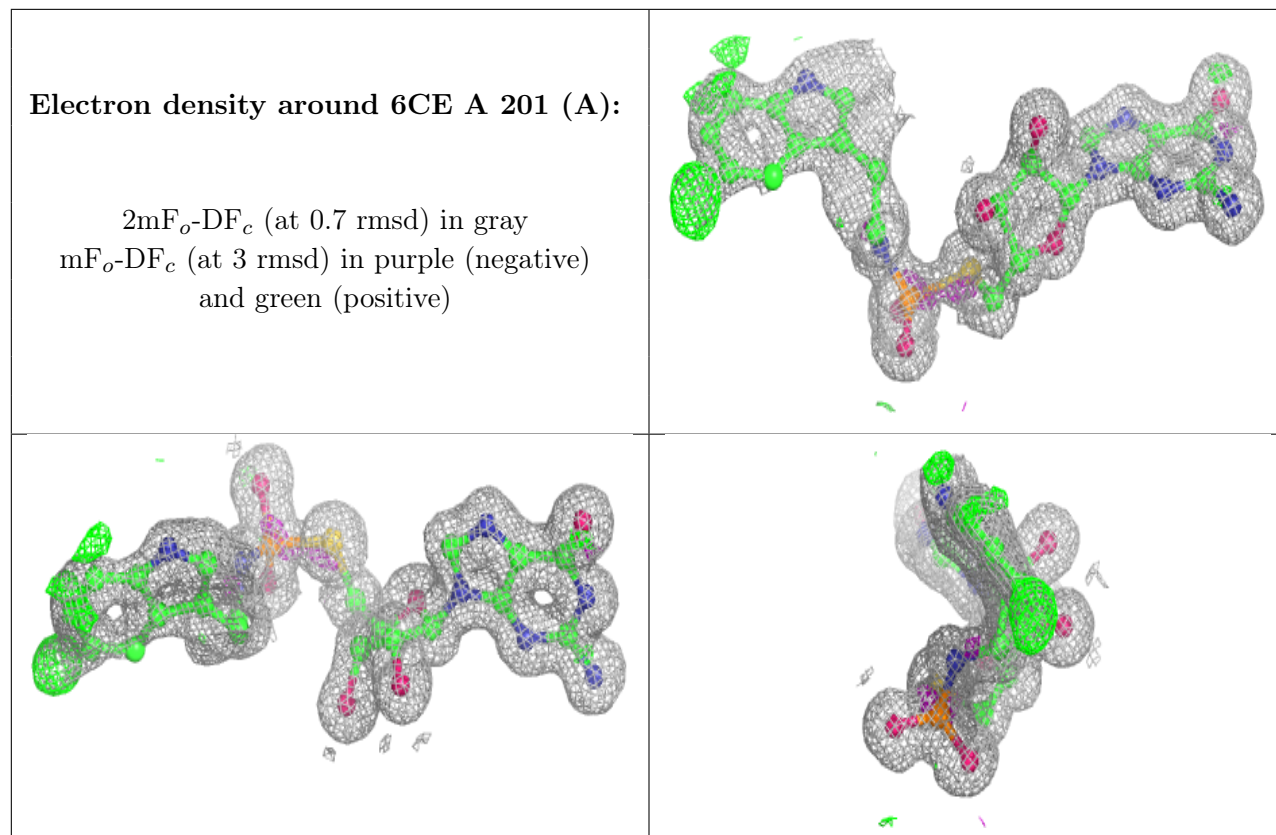 Electron density around 6CE A 201 (A):
2mFₒ-DF𝒸 (at 0.7 rmsd) in gray
mFₒ-DF𝒸 (at 3 rmsd) in purple (negative)
and green (positive)